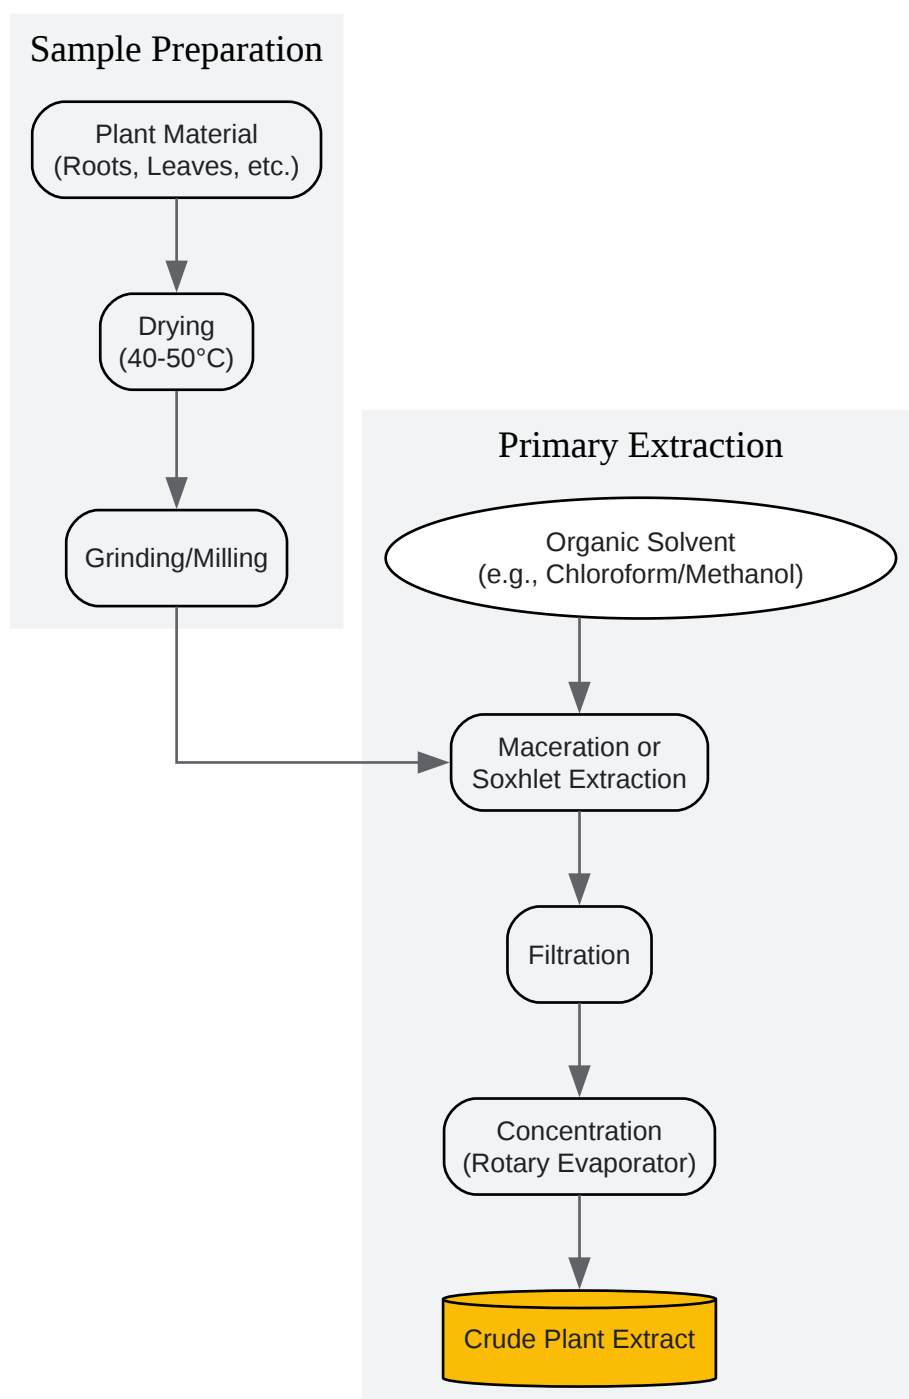 Sample Preparation
Plant Material
(Roots, Leaves, etc.)
Drying
(40-50°C)
Grinding/Milling
Primary Extraction
Organic Solvent
(e.g., Chloroform/Methanol)
Maceration or
Soxhlet Extraction
Filtration
Concentration
(Rotary Evaporator)
Crude Plant Extract